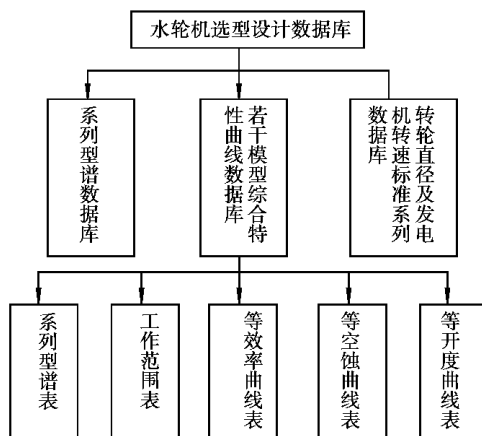 水轮机选型设计数据库
系列型谱数据库
若干模型综合特
性曲线数据库
转轮直径及发电
机转速标准系列
数据库
系列型谱表
工作范围表
等效率曲线表
等空蚀曲线表
等开度曲线表